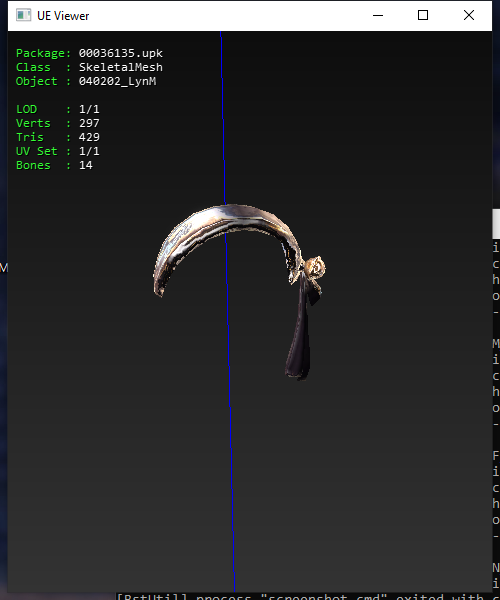 UE Viewer
Package: 00036135.upk
Class : SkeletalMesh
Object : 040202_LynM
LOD : 1/1
Verts : 297
Tris : 429
UV Set : 1/1
Bones : 14
M
i
c
h
o
-
M
i
c
h
o
-
F
i
c
h
o
-
N
i
[BstUtil] process "screenshot.cmd" exited with c